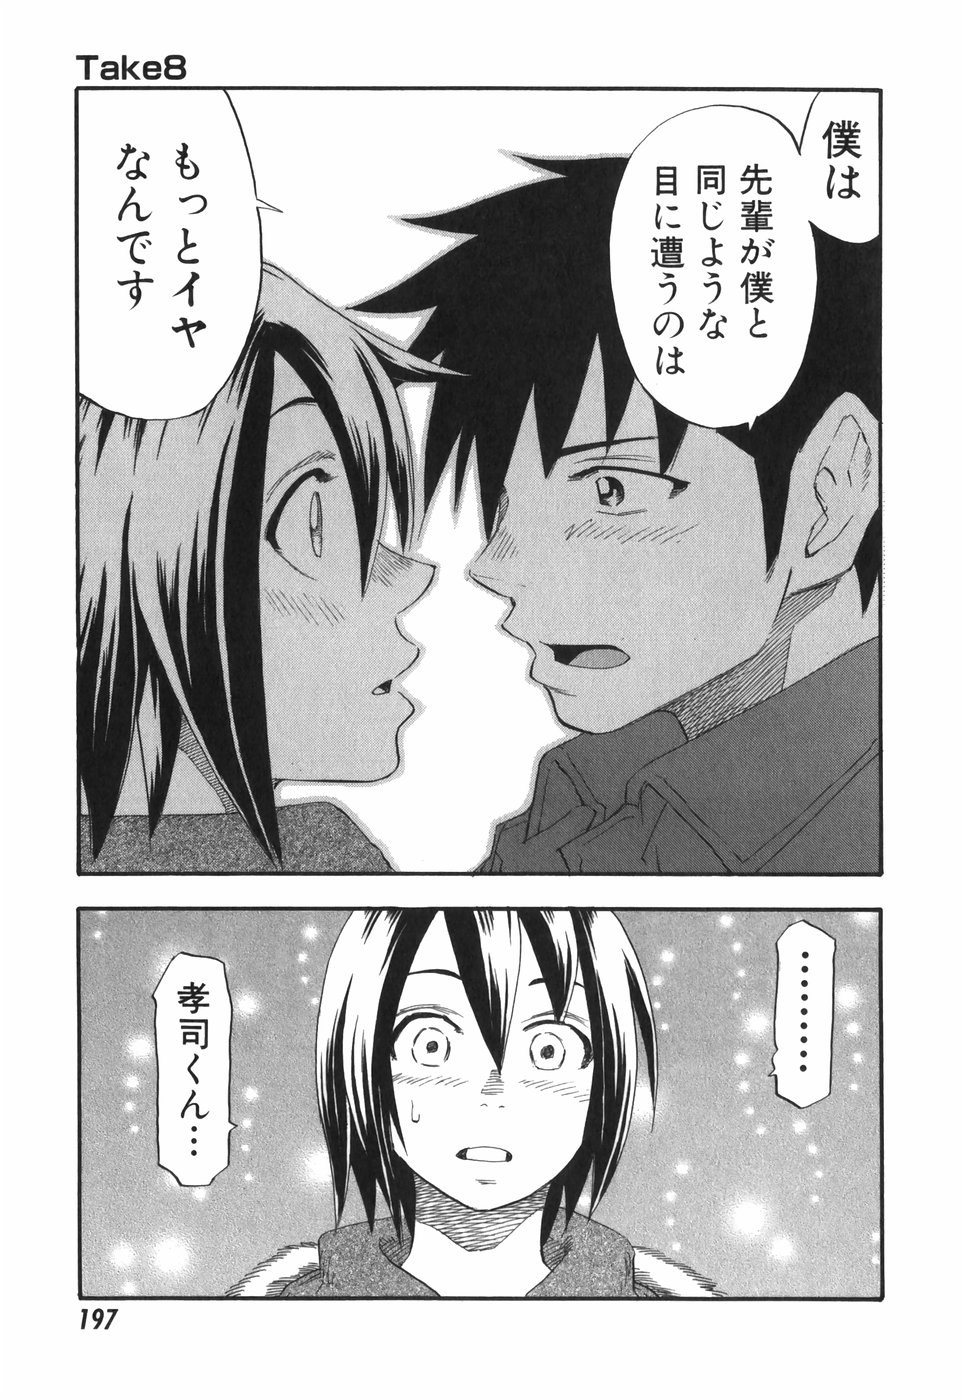 Take8
僕は
先輩が僕と
同じような
目に遭うのは
もっとイヤ
なんです
………
孝司くん…
197